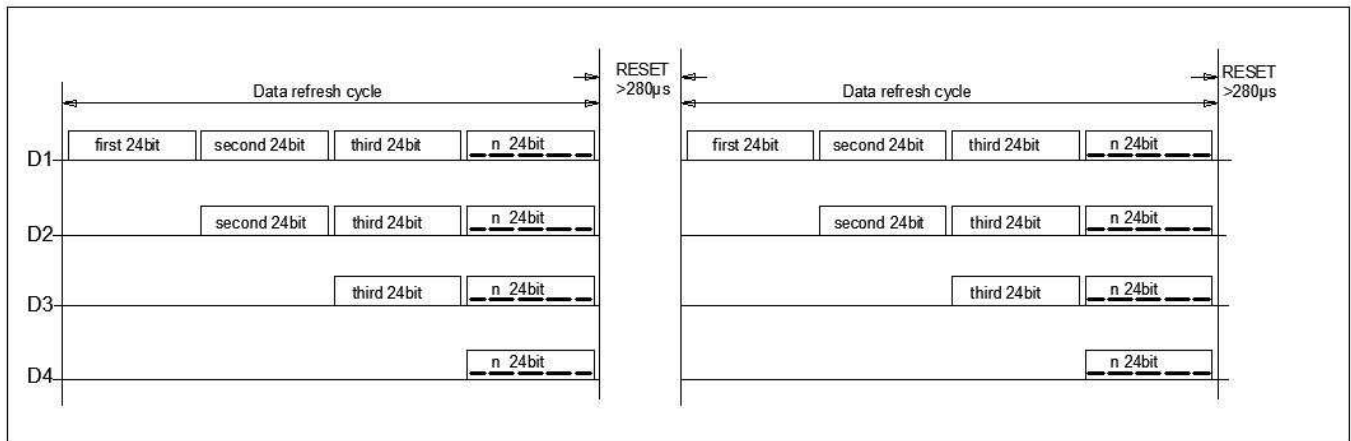 RESET
>280µs
RESET
>280µs
Data refresh cycle
Data refresh cycle
D1 first 24bit second 24bit third 24bit n 24bit first 24bit second 24bit third 24bit n 24bit
D2 second 24bit third 24bit n 24bit second 24bit third 24bit n 24bit
D3 third 24bit n 24bit third 24bit n 24bit
D4 n 24bit n 24bit